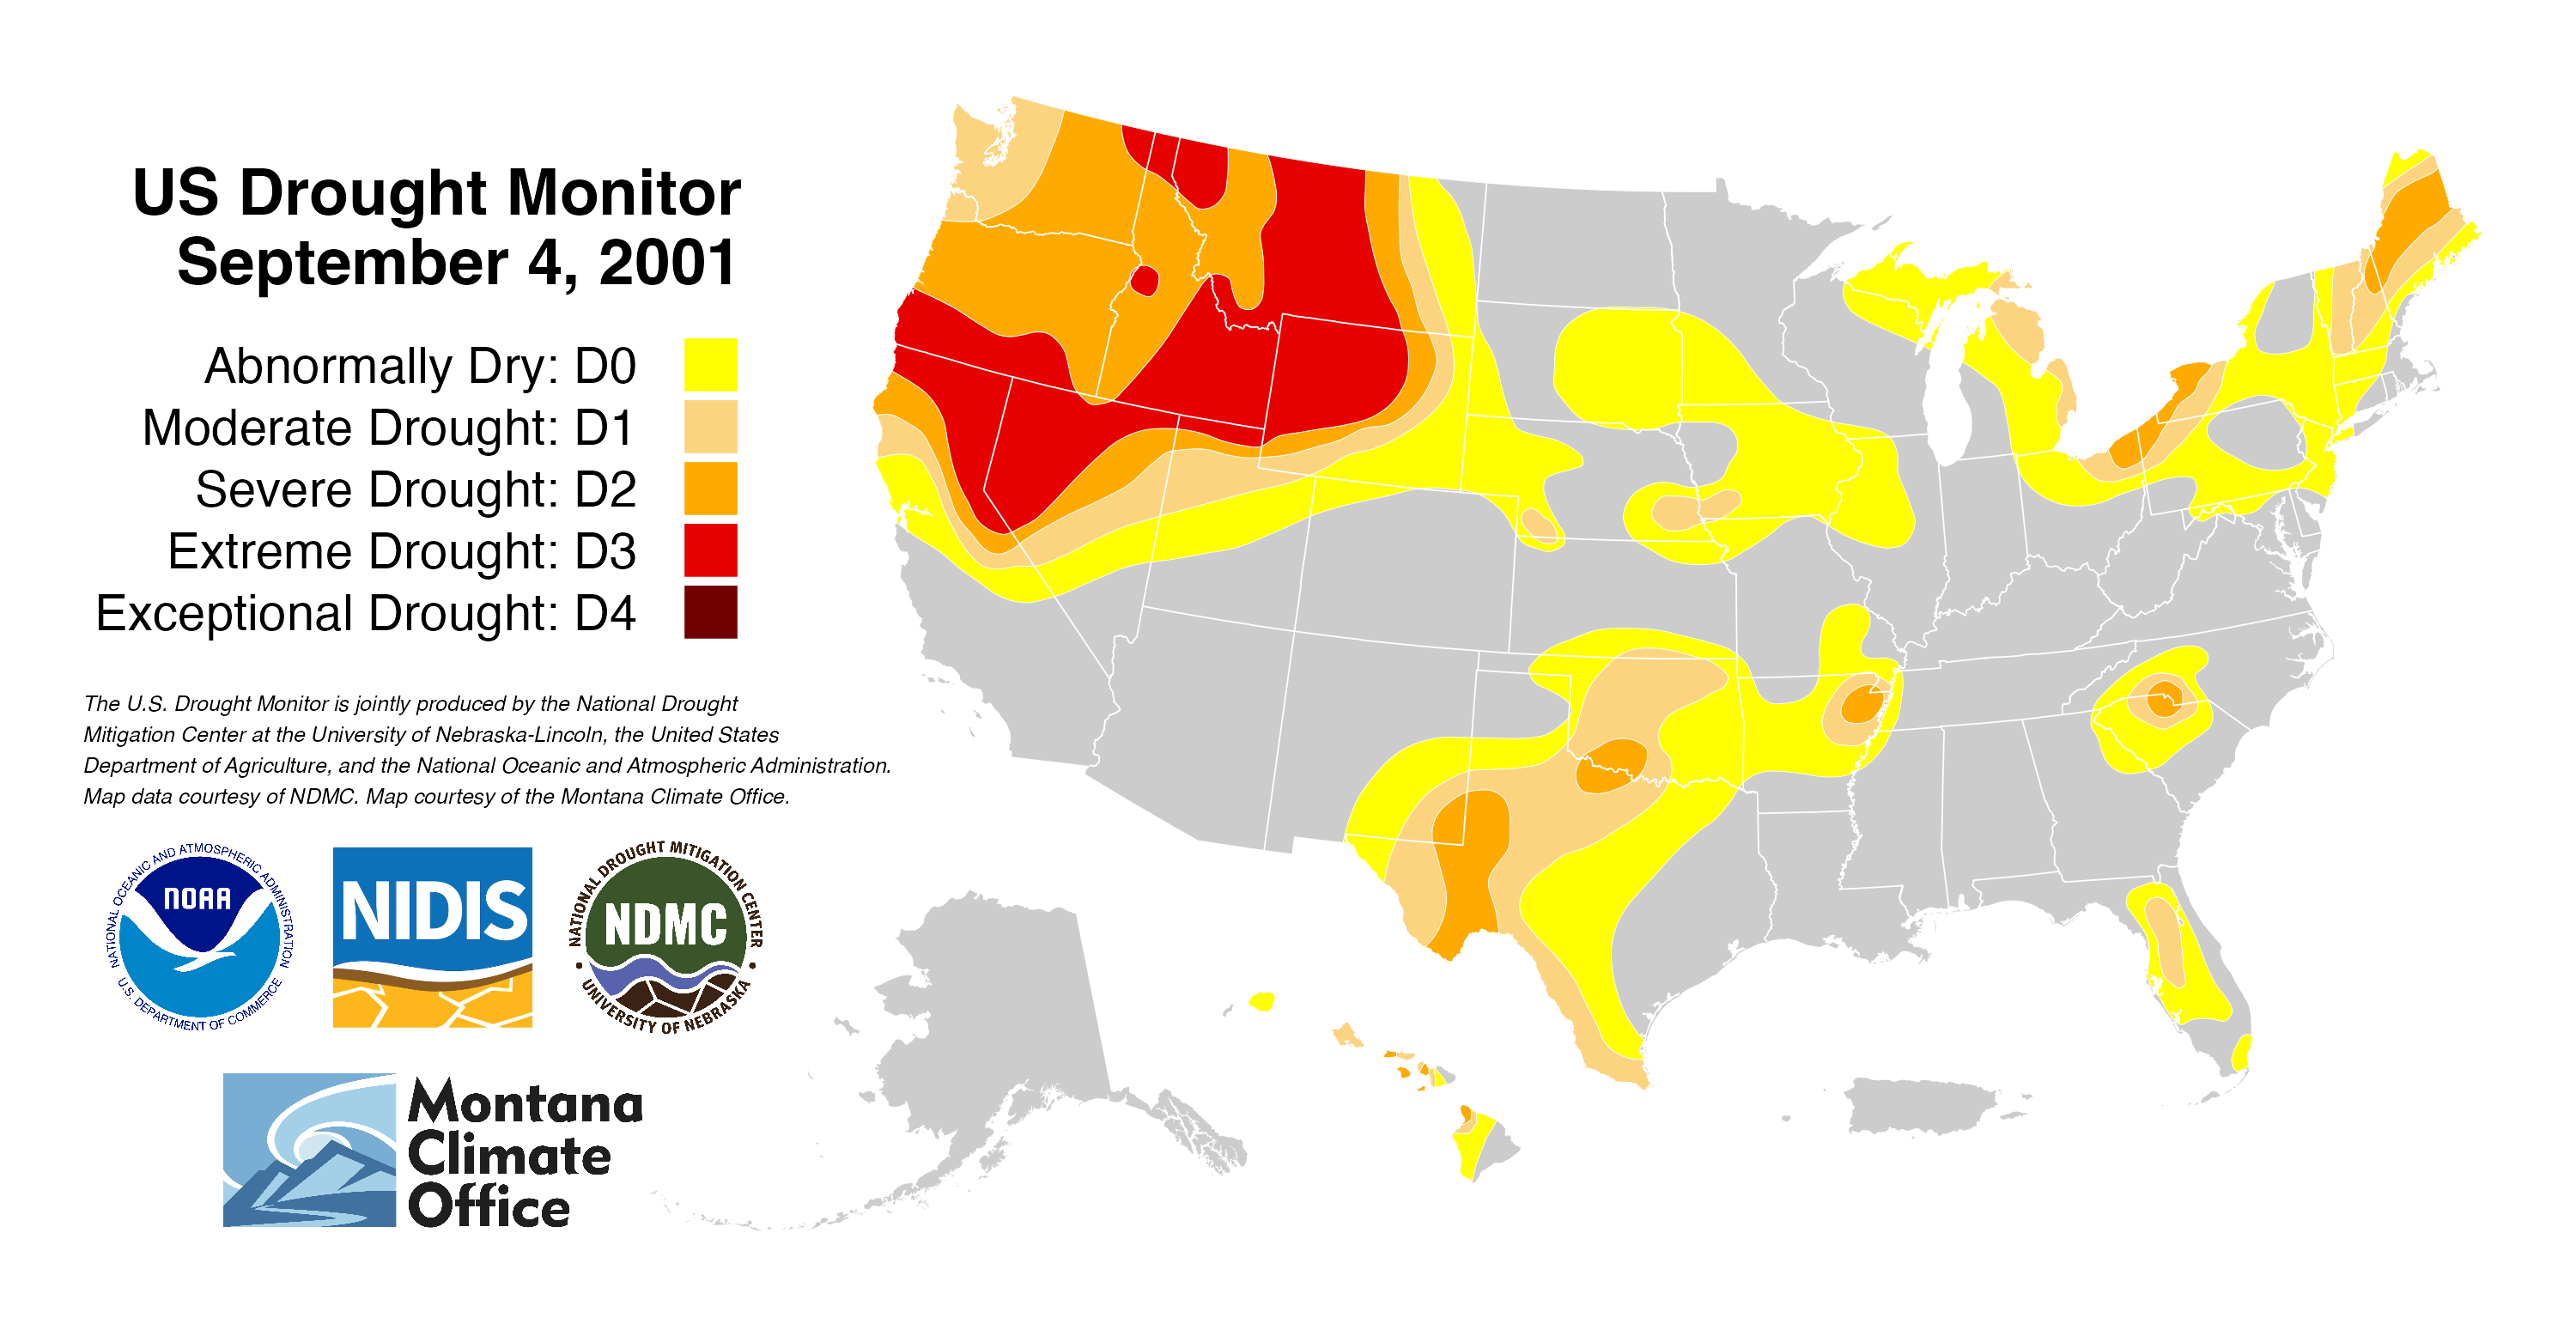 US Drought Monitor
September 4, 2001
Abnormally Dry: D0
Moderate Drought: D1
Severe Drought: D2
Extreme Drought: D3
Exceptional Drought: D4
The U.S. Drought Monitor is jointly produced by the National Drought
Mitigation Center at the University of Nebraska-Lincoln, the United States
Department of Agriculture, and the National Oceanic and Atmospheric Administration.
Map data courtesy of NDMC. Map courtesy of the Montana Climate Office.
NATIONAL OCEANIC AND ATMOSPHERIC ADMINISTRATION
NOAA
U.S. DEPARTMENT OF COMMERCE
NIDIS
NATIONAL DROUGHT MITIGATION CENTER
NDMC
UNIVERSITY OF NEBRASKA
Montana
Climate
Office